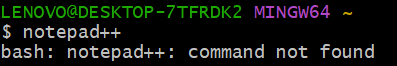 LENOVO@DESKTOP-7TFRDK2 MINGW64 ~
$ notepad++
bash: notepad++: command not found